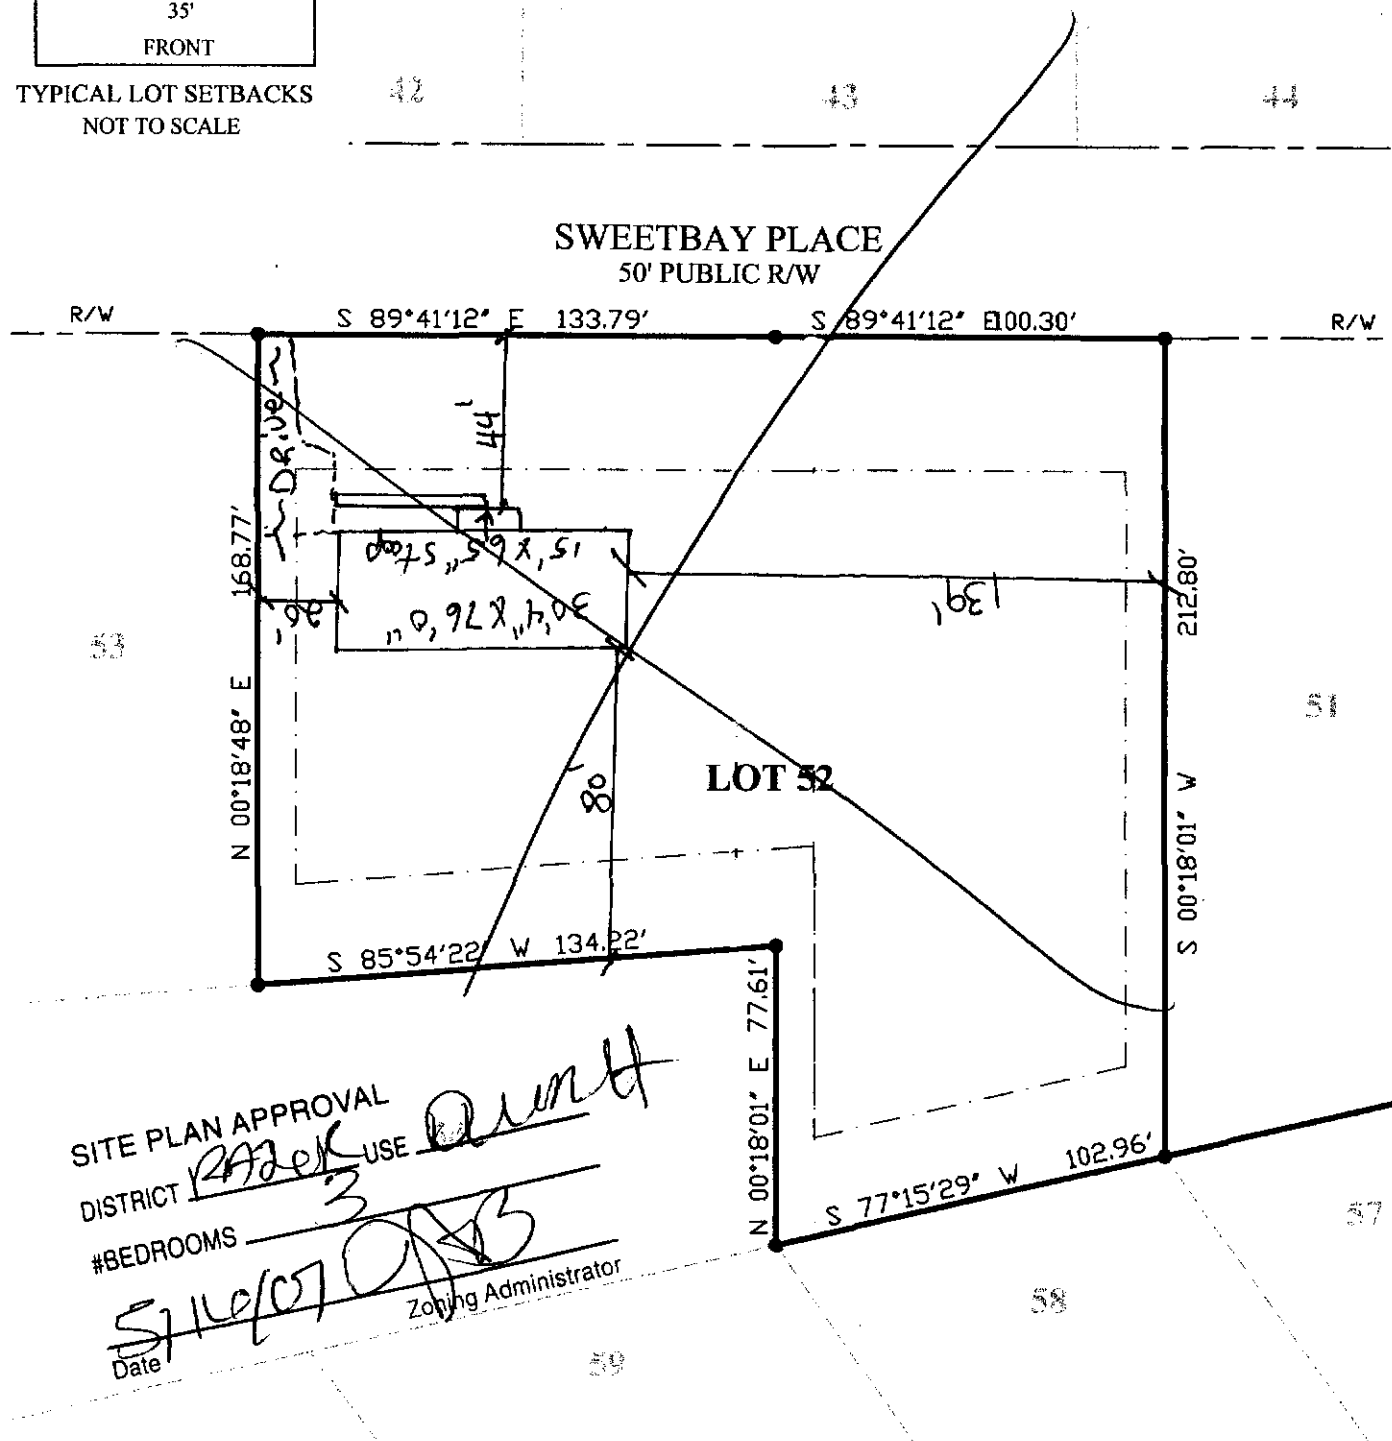 35'
FRONT
TYPICAL LOT SETBACKS
NOT TO SCALE
42
43
44
SWEETBAY PLACE
50' PUBLIC R/W
R/W
S 89°41'12" E 133.79'
S 89°41'12" E 100.30'
R/W
DRive
44'
168.77'
N 00°18'48" E
15' X 6'5" Stoop
30'4" X 76'0"
20'
139'
212.80'
S 00°18'01" W
53
51
LOT 52
80'
S 85°54'22" W 134.22'
77.61'
N 00°18'01" E
S 77°15'29" W 102.96'
SITE PLAN APPROVAL
DISTRICT RA20R USE DWMH
#BEDROOMS 3
5/16/07
Date Zoning Administrator
57
58
59